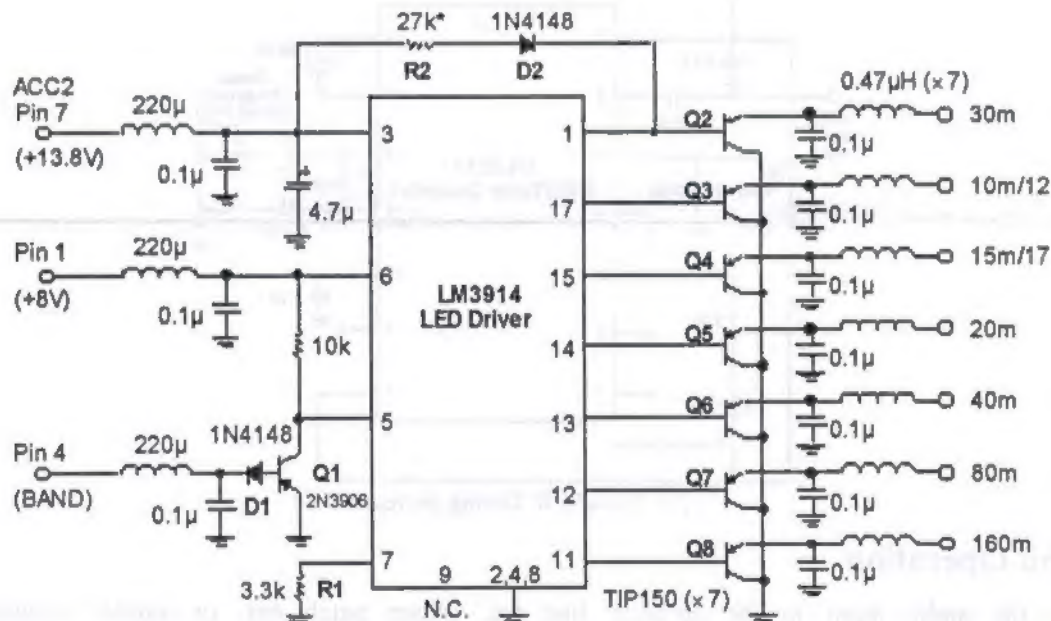 27k*
1N4148
R2
D2
ACC2
Pin 7
(+13.8V)
220µ
0.1µ
4.7µ
3
1
Q2
0.47µH (x 7)
30m
0.1µ
17
Q3
10m/12
0.1µ
Pin 1
(+8V)
220µ
0.1µ
6
LM3914
LED Driver
15
Q4
15m/17
0.1µ
10k
14
Q5
20m
0.1µ
5
13
Q6
40m
0.1µ
Pin 4
(BAND)
220µ
0.1µ
1N4148
D1
Q1
2N3906
12
Q7
80m
0.1µ
7
3.3k
R1
9
N.C.
2,4,8
11
Q8
160m
0.1µ
TIP150 (x 7)